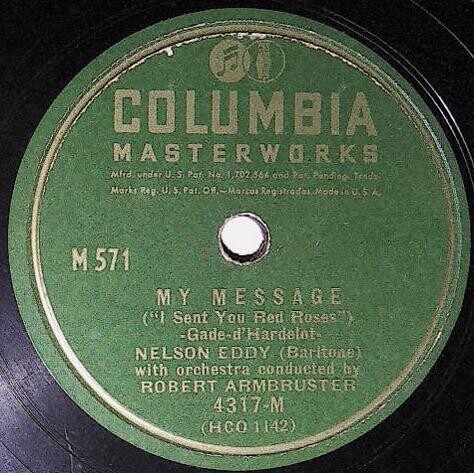 COLUMBIA
MASTERWORKS
Mfrd. under U.S. Pat. No. 1,702,564 and Pat. Pending. Trade
Marks Reg. U.S. Pat. Off.—Marcas Registradas. Made in U.S.A.
M 571
MY MESSAGE
("I Sent You Red Roses")
-Gade-d'Hardelot-
NELSON EDDY (Baritone)
with orchestra conducted by
ROBERT ARMBRUSTER
4317-M
(HCO 1142)